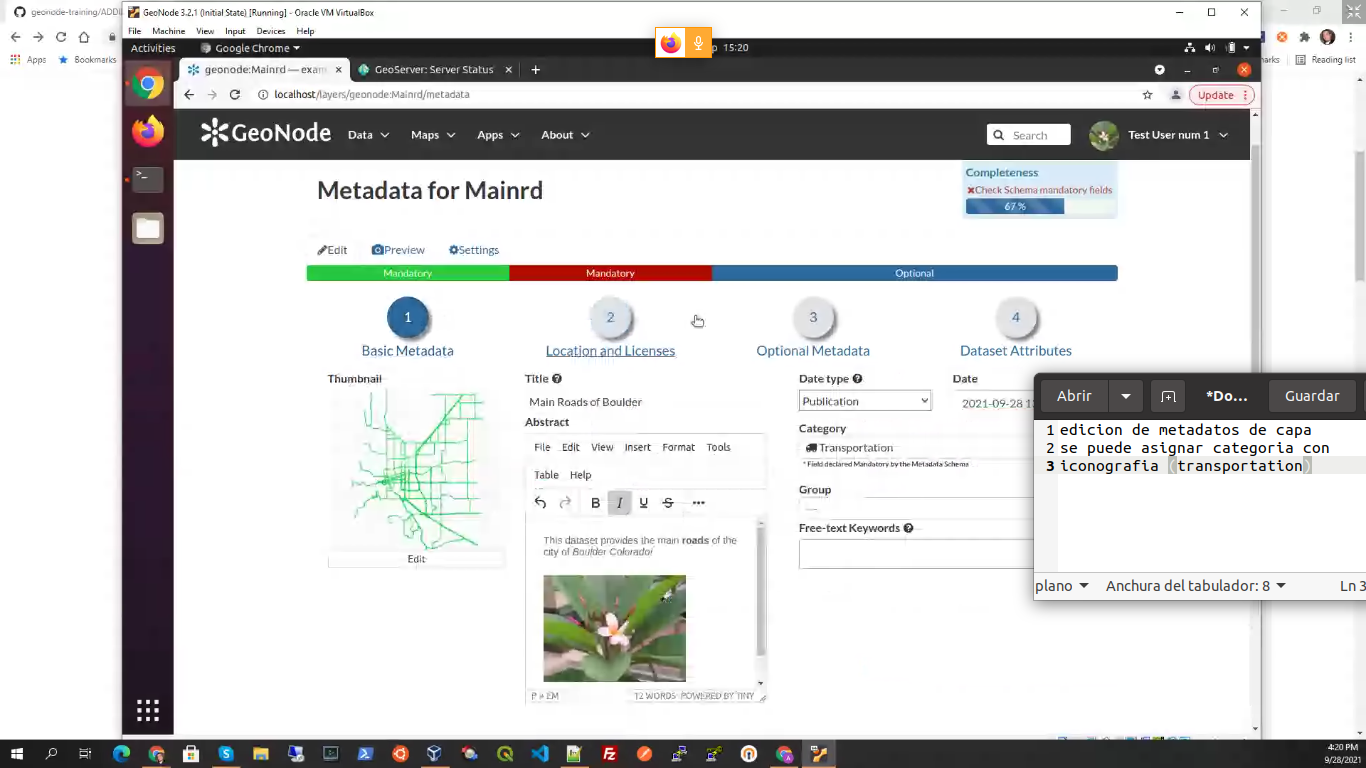 geonode-training/ADDI
GeoNode 3.2.1 (Initial State) [Running] - Oracle VM VirtualBox
File Machine View Input Devices Help
Activities Google Chrome 15:20
Apps Bookmarks Reading list
geonode:Mainrd — exam GeoServer: Server Status
localhost/layers/geonode:Mainrd/metadata Update
GeoNode Data Maps Apps About Search Test User num 1
Metadata for Mainrd
Completeness
Check Schema mandatory fields
67 %
Edit Preview Settings
Mandatory Mandatory Optional
1 2 3 4
Basic Metadata Location and Licenses Optional Metadata Dataset Attributes
Thumbnail
Edit
Title
Main Roads of Boulder
Abstract
File Edit View Insert Format Tools
Table Help
B I U S
This dataset provides the main roads of the
city of Boulder Colorado!
P » EM 72 WORDS POWERED BY TINY
Date type Date
Publication 2021-09-28 1
Category
Transportation
* Field declared Mandatory by the Metadata Schema
Group
Free-text Keywords
Abrir *Do... Guardar
1 edicion de metadatos de capa
2 se puede asignar categoria con
3 iconografia (transportation)
plano Anchura del tabulador: 8 Ln 3
4:20 PM
9/28/2021